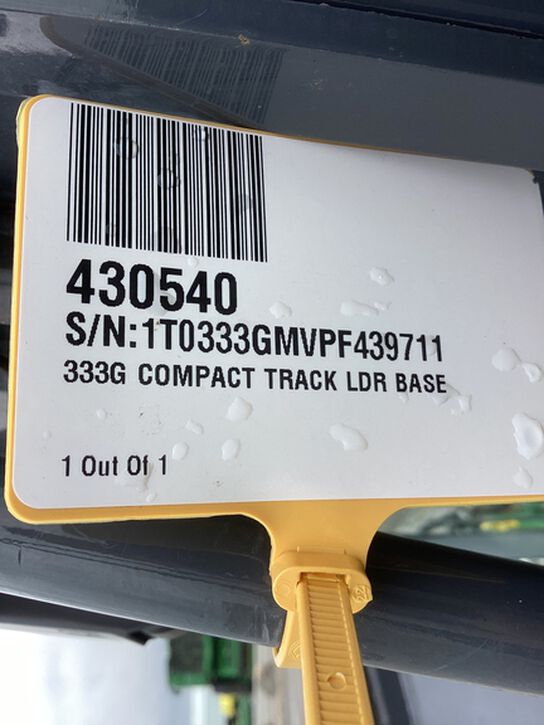 430540
S/N:1T0333GMVPF439711
333G COMPACT TRACK LDR BASE
1 Out Of 1